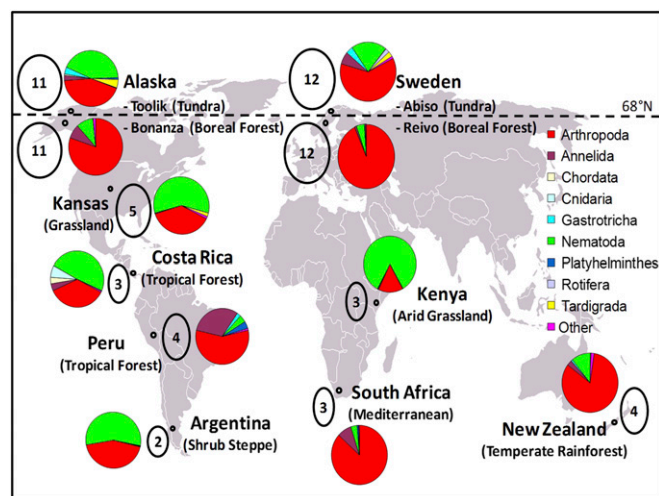 11
Alaska
- Toolik (Tundra)
- Bonanza (Boreal Forest)
11
12
Sweden
- Abiso (Tundra)
- Reivo (Boreal Forest)
12
68°N
Arthropoda
Annelida
Chordata
Cnidaria
Gastrotricha
Nematoda
Platyhelminthes
Rotifera
Tardigrada
Other
Kansas
(Grassland)
5
Costa Rica
(Tropical Forest)
3
Peru
(Tropical Forest)
4
Argentina
(Shrub Steppe)
2
Kenya
(Arid Grassland)
3
South Africa
(Mediterranean)
3
New Zealand
(Temperate Rainforest)
4